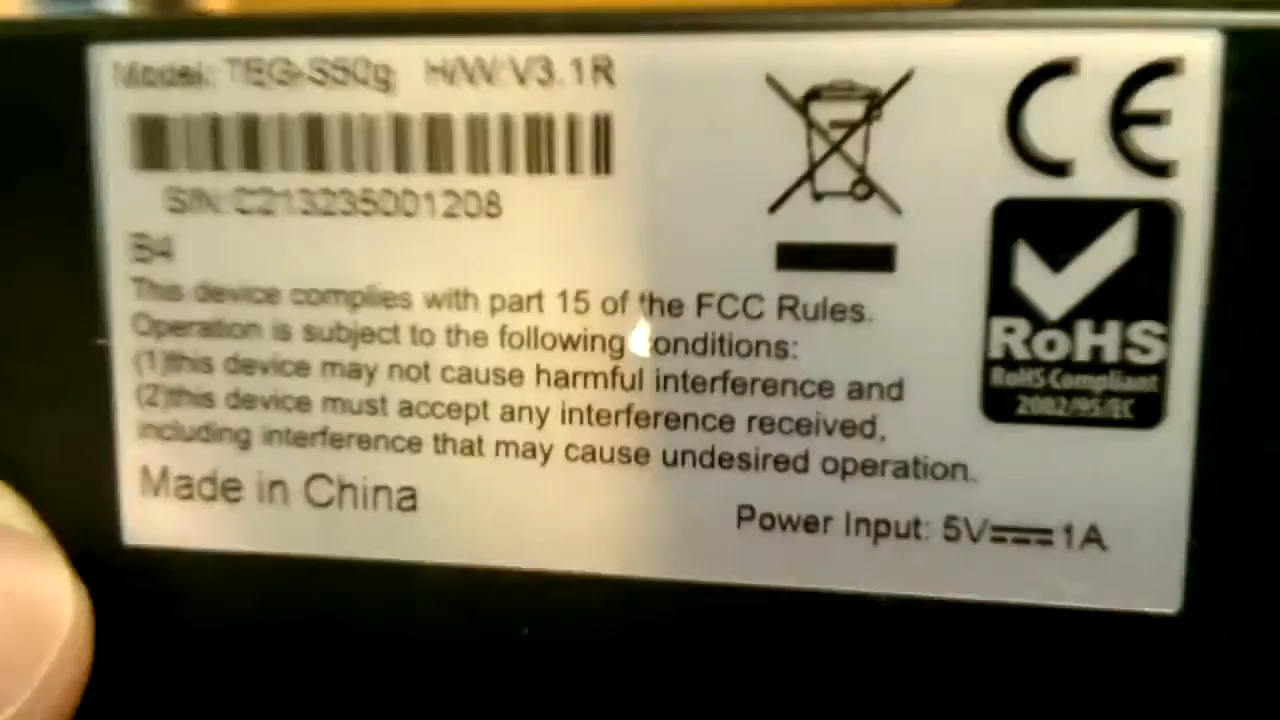 Model: TEG-S50g H/W:V3.1R
S/N:C213235001208
B4
This device complies with part 15 of the FCC Rules.
Operation is subject to the following conditions:
(1)this device may not cause harmful interference and
(2)this device must accept any interference received,
including interference that may cause undesired operation.
Made in China
Power Input: 5V⎓1A
CE
RoHS
RoHS Compliant
2002/95/EC